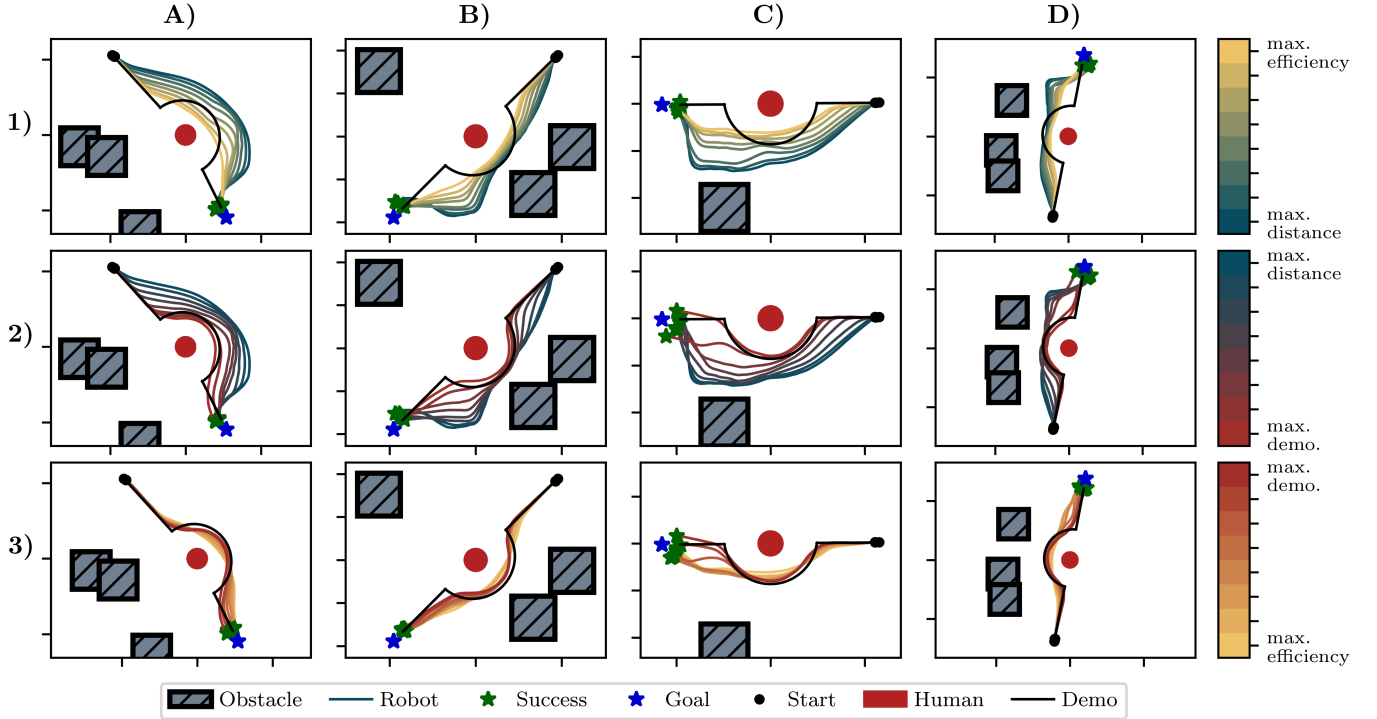 A)
B)
C)
D)
1)
max.
efficiency
max.
distance
2)
max.
distance
max.
demo.
3)
max.
demo.
max.
efficiency
Obstacle Robot Success Goal Start Human Demo